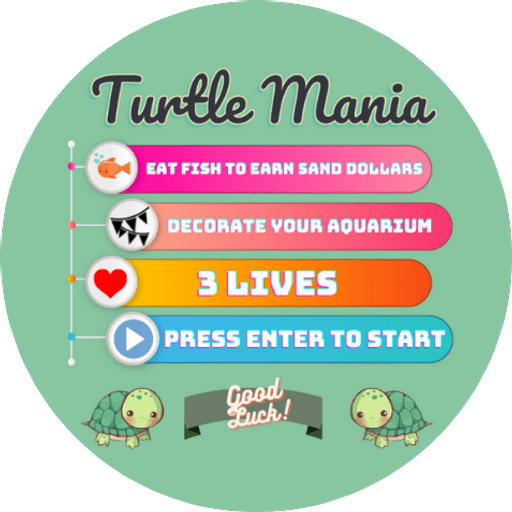 Turtle Mania
EAT FISH TO EARN SAND DOLLARS
DECORATE YOUR AQUARIUM
3 LIVES
PRESS ENTER TO START
Good
Luck!